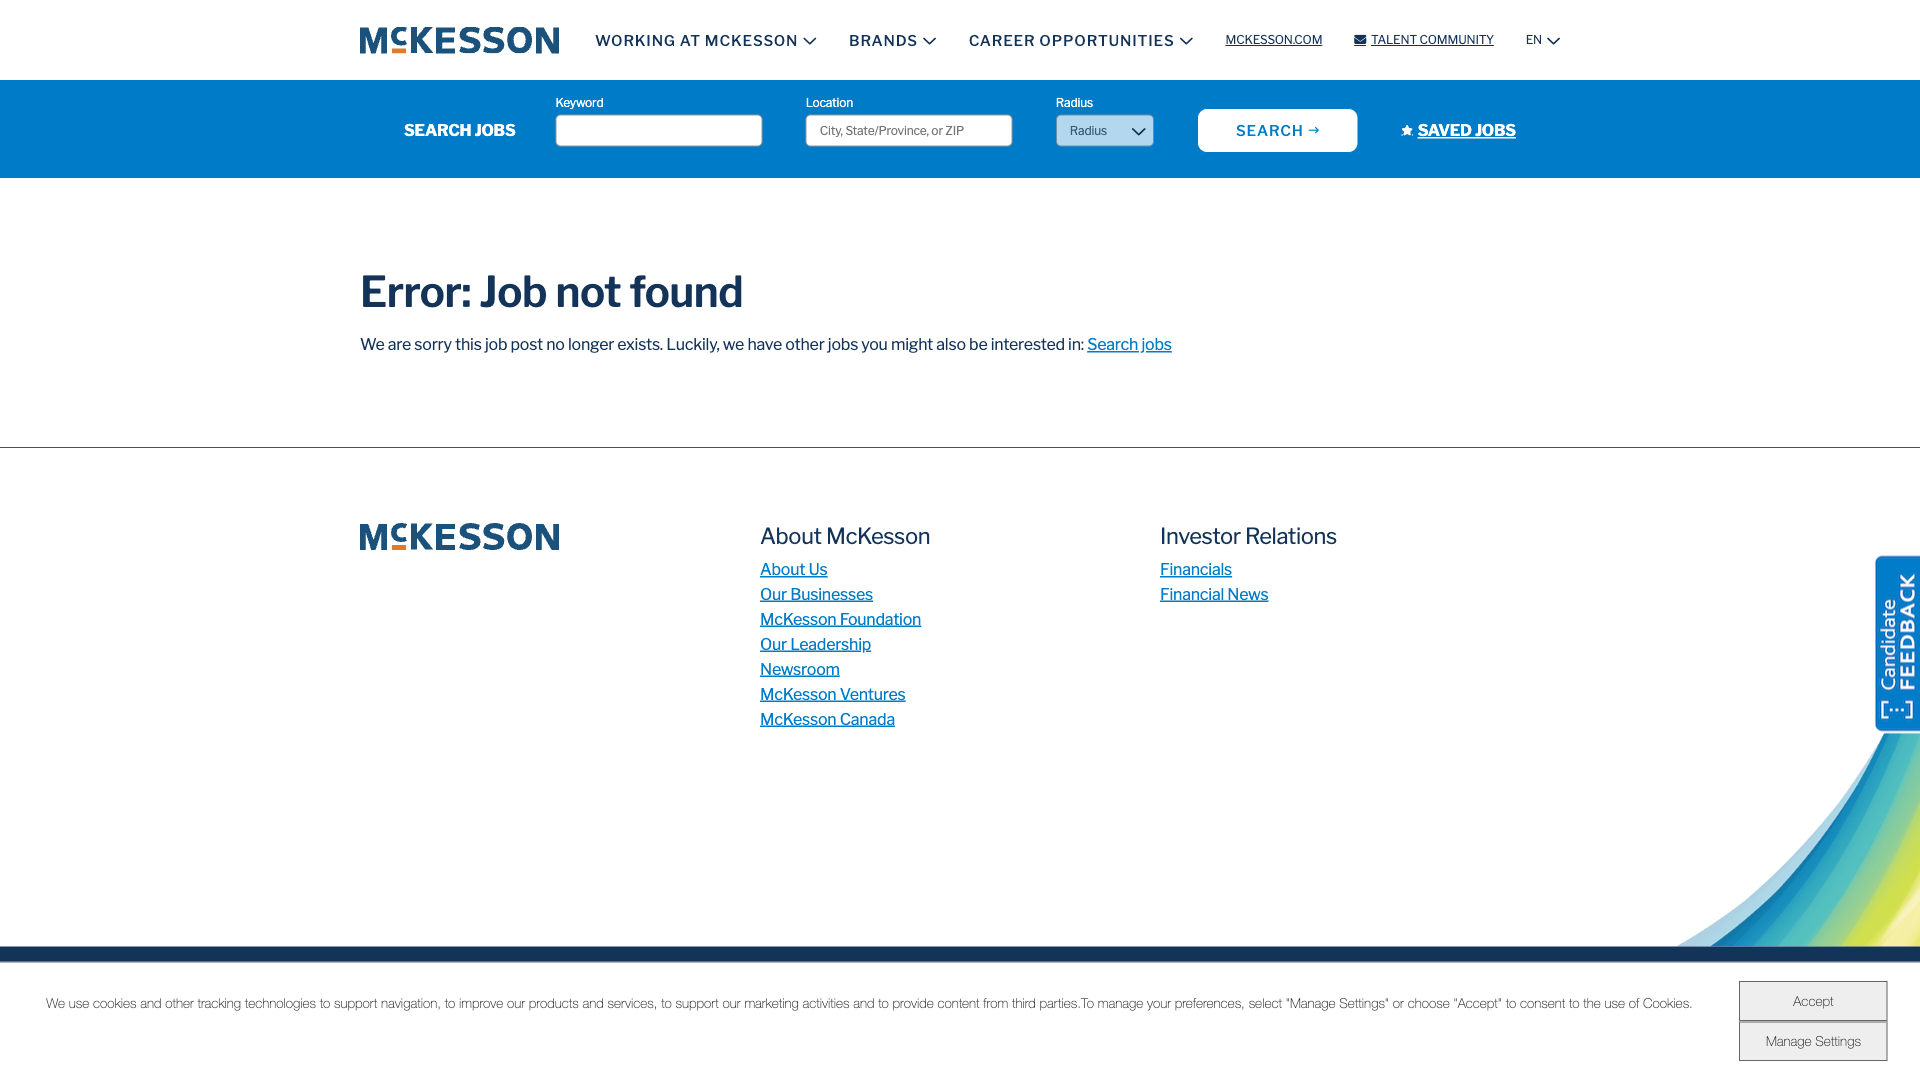 MCKESSON
WORKING AT MCKESSON
BRANDS
CAREER OPPORTUNITIES
MCKESSON.COM
TALENT COMMUNITY
EN
SEARCH JOBS
Keyword
Location
City, State/Province, or ZIP
Radius
Radius
SEARCH →
SAVED JOBS
Error: Job not found
We are sorry this job post no longer exists. Luckily, we have other jobs you might also be interested in: Search jobs
MCKESSON
About McKesson
About Us
Our Businesses
McKesson Foundation
Our Leadership
Newsroom
McKesson Ventures
McKesson Canada
Investor Relations
Financials
Financial News
[...] Candidate
FEEDBACK
We use cookies and other tracking technologies to support navigation, to improve our products and services, to support our marketing activities and to provide content from third parties.To manage your preferences, select "Manage Settings" or choose "Accept" to consent to the use of Cookies.
Accept
Manage Settings